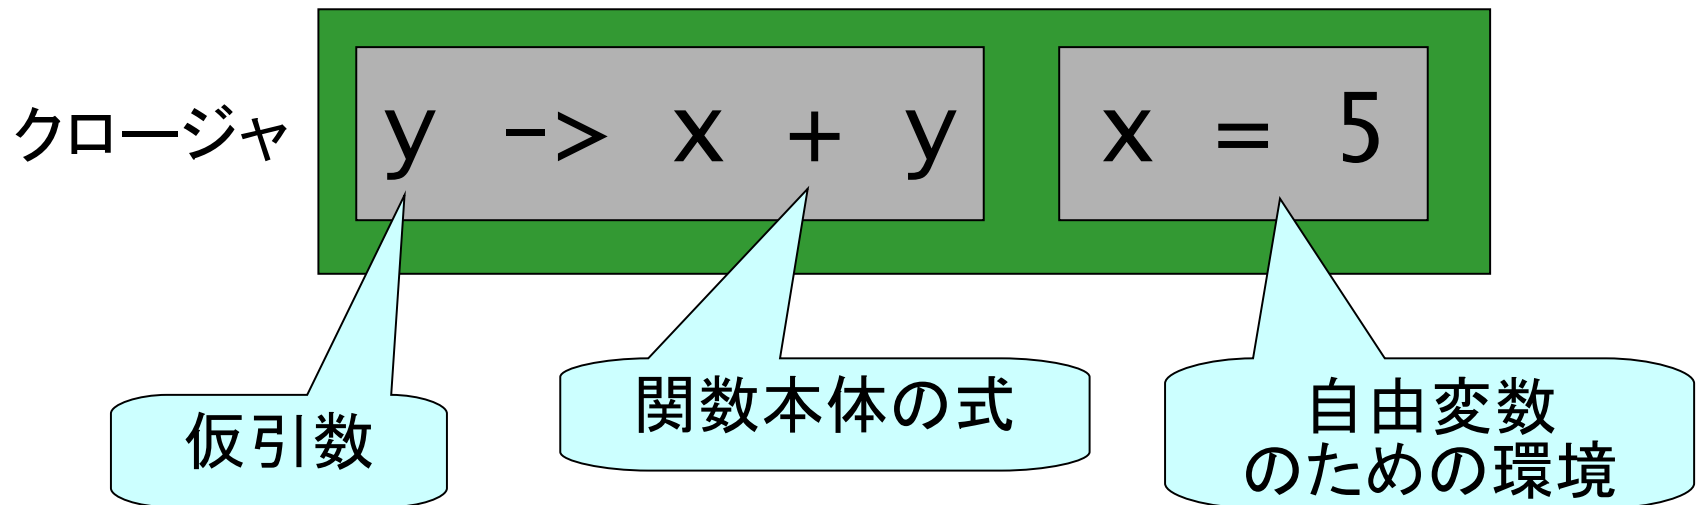 クロージャ
y -> x + y
x = 5
仮引数
関数本体の式
自由変数
のための環境